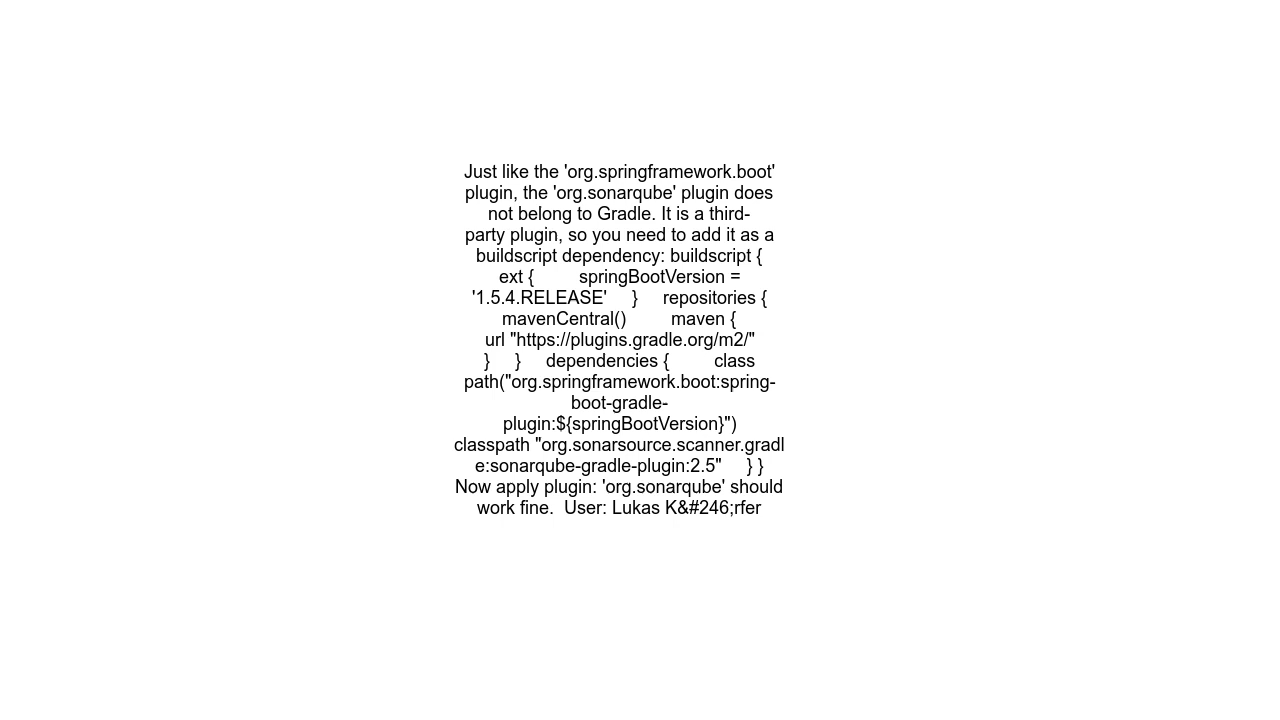 Just like the 'org.springframework.boot'
plugin, the 'org.sonarqube' plugin does
not belong to Gradle. It is a third-
party plugin, so you need to add it as a
buildscript dependency: buildscript {
ext {         springBootVersion =
'1.5.4.RELEASE'     }     repositories {
mavenCentral()         maven {
url "https://plugins.gradle.org/m2/"
}     }     dependencies {         class
path("org.springframework.boot:spring-
boot-gradle-
plugin:${springBootVersion}")
classpath "org.sonarsource.scanner.gradl
e:sonarqube-gradle-plugin:2.5"     } }
Now apply plugin: 'org.sonarqube' should
work fine.  User: Lukas K&#246;rfer